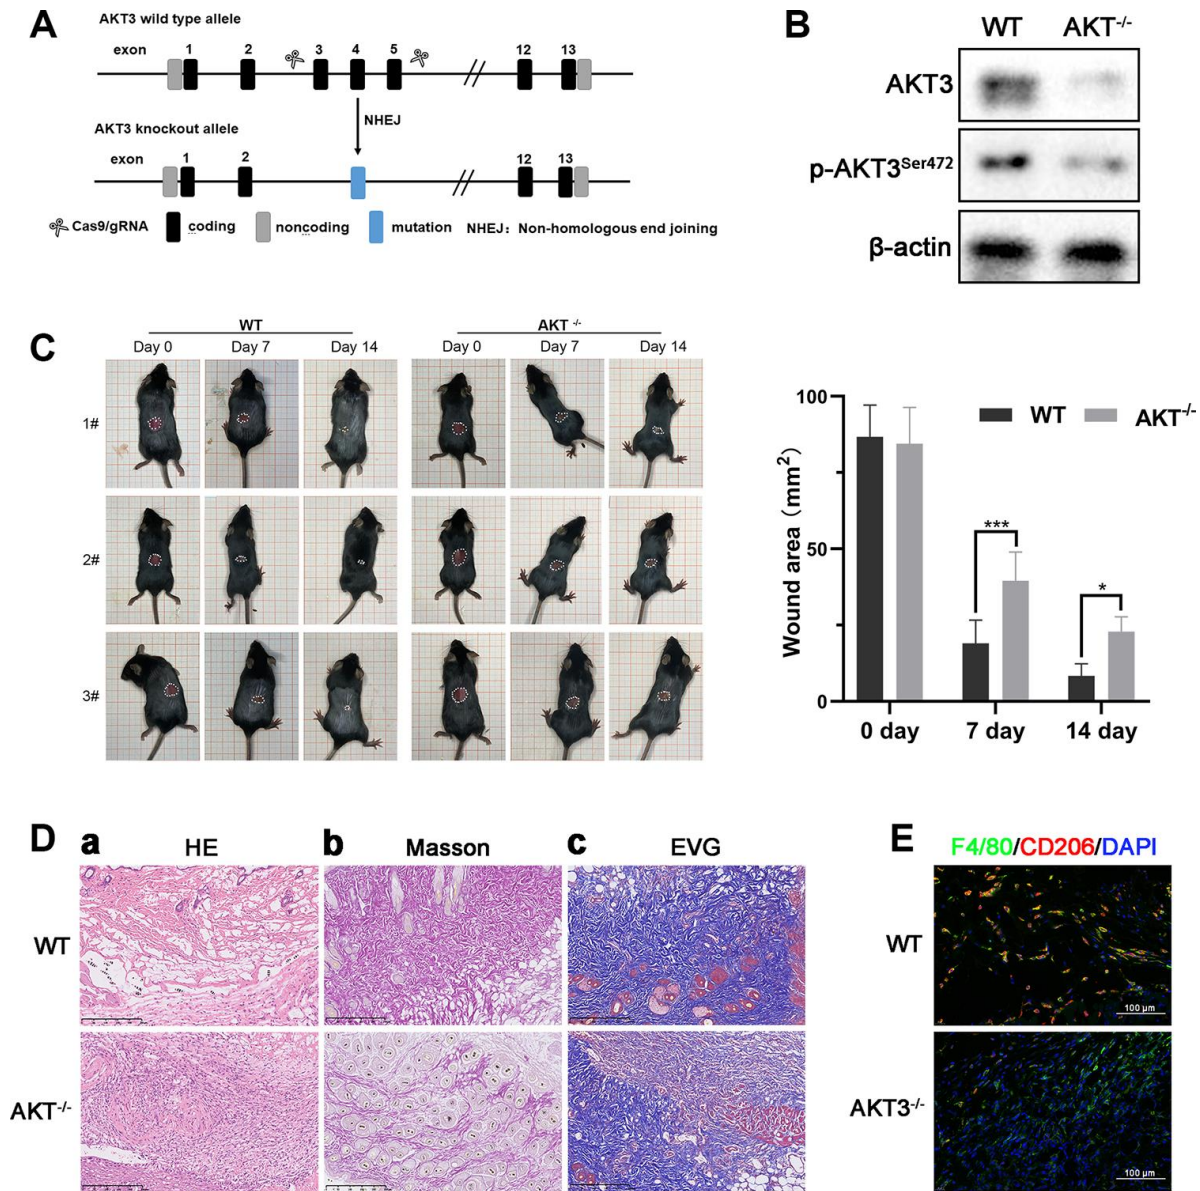 A
AKT3 wild type allele
exon 1 2 3 4 5 12 13
NHEJ
AKT3 knockout allele
exon 1 2 12 13
Cas9/gRNA coding noncoding mutation NHEJ: Non-homologous end joining
B
WT AKT-/-
AKT3
p-AKT3Ser472
β-actin
C
WT AKT -/-
Day 0 Day 7 Day 14 Day 0 Day 7 Day 14
1#
2#
3#
WT AKT-/-
Wound area (mm2)
100
50
0
***
*
0 day 7 day 14 day
D
a HE b Masson c EVG
WT
AKT-/-
E
F4/80/CD206/DAPI
WT
100 μm
AKT3-/-
100 μm